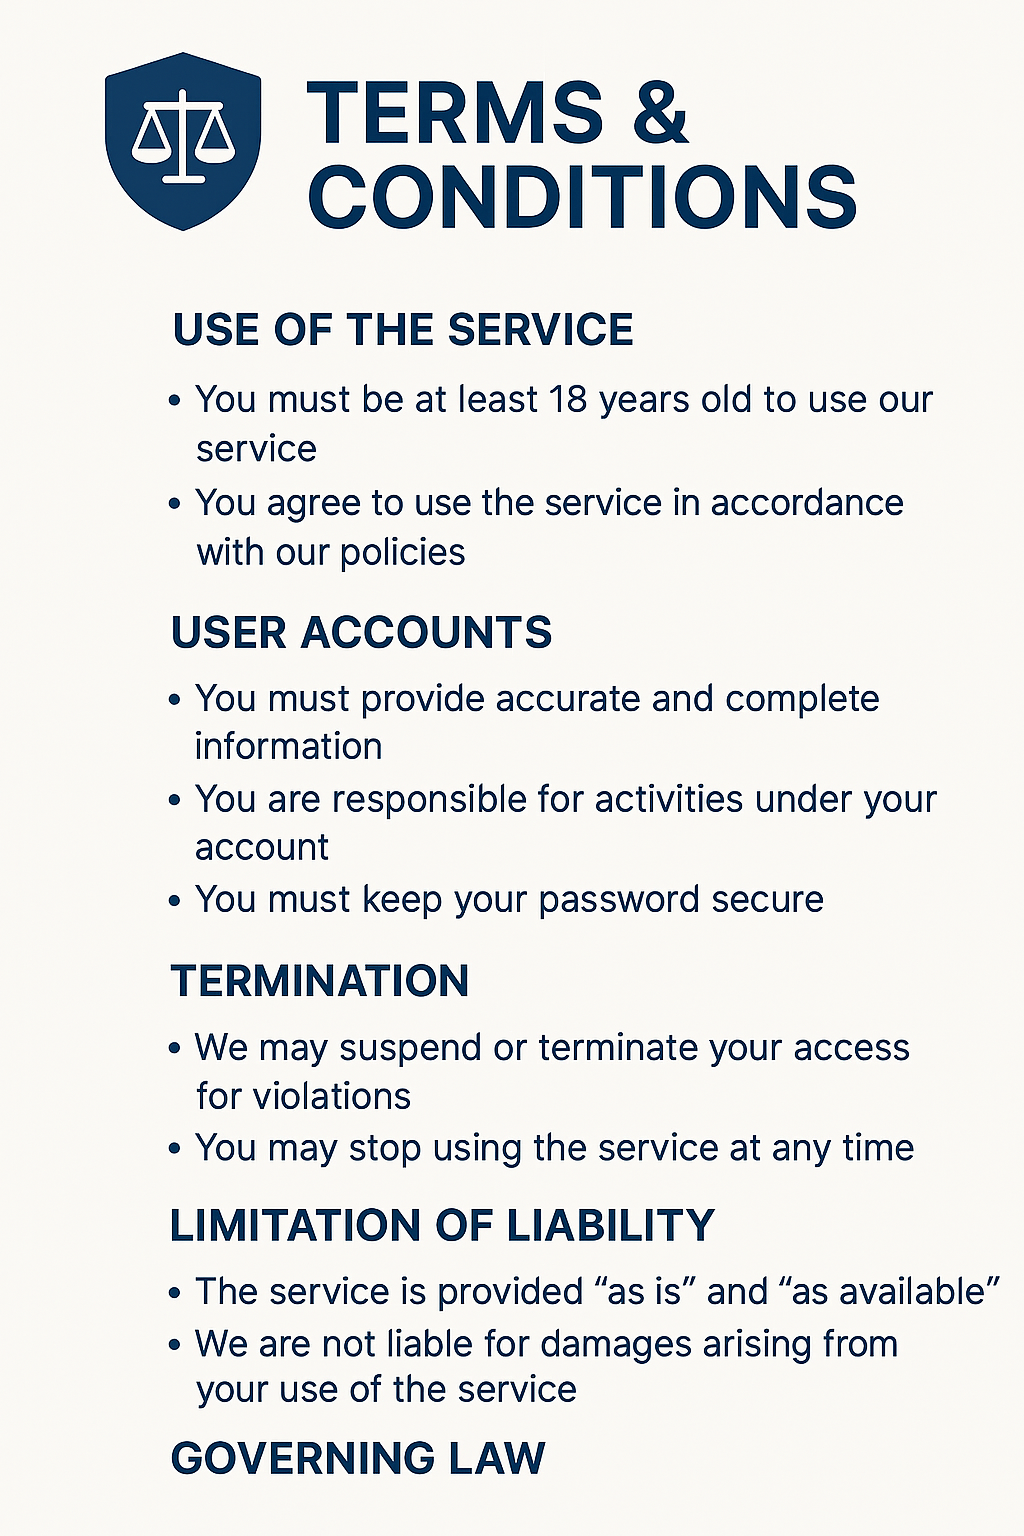 TERMS &
CONDITIONS
USE OF THE SERVICE
• You must be at least 18 years old to use our
service
• You agree to use the service in accordance
with our policies
USER ACCOUNTS
• You must provide accurate and complete
information
• You are responsible for activities under your
account
• You must keep your password secure
TERMINATION
• We may suspend or terminate your access
for violations
• You may stop using the service at any time
LIMITATION OF LIABILITY
• The service is provided “as is” and “as available”
• We are not liable for damages arising from
your use of the service
GOVERNING LAW